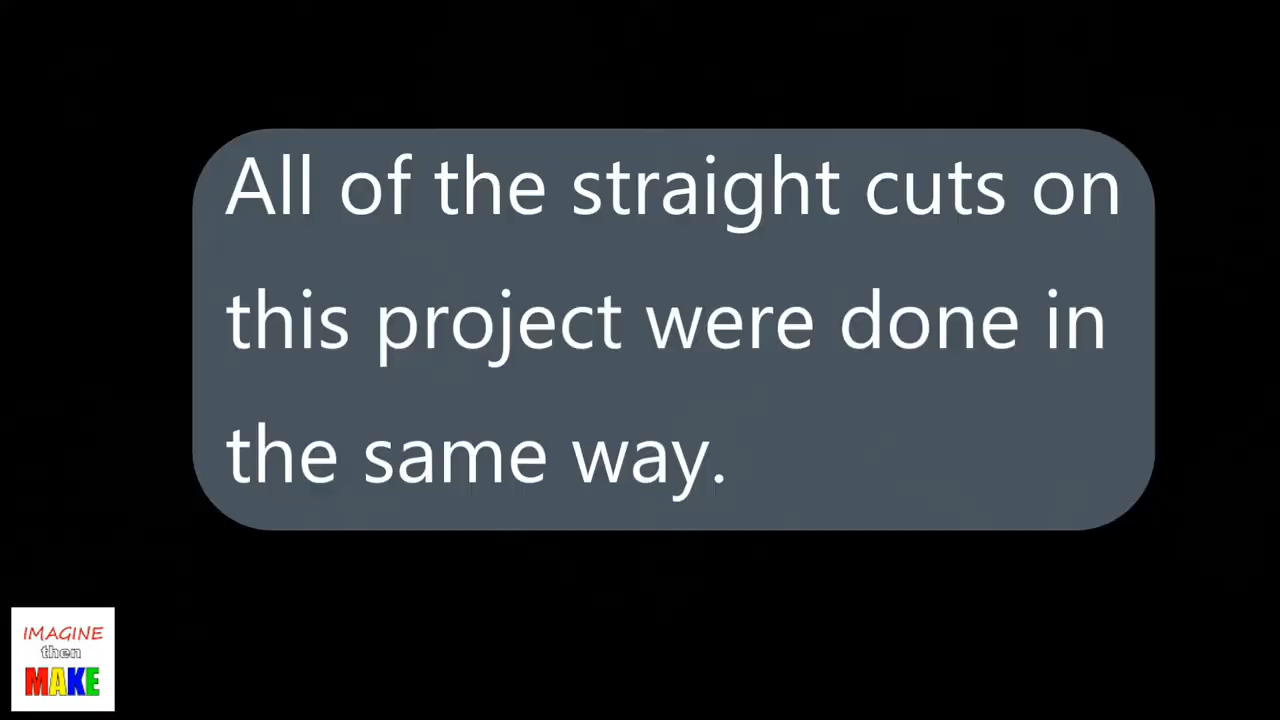 All of the straight cuts on
this project were done in
the same way.
IMAGINE
then
MAKE